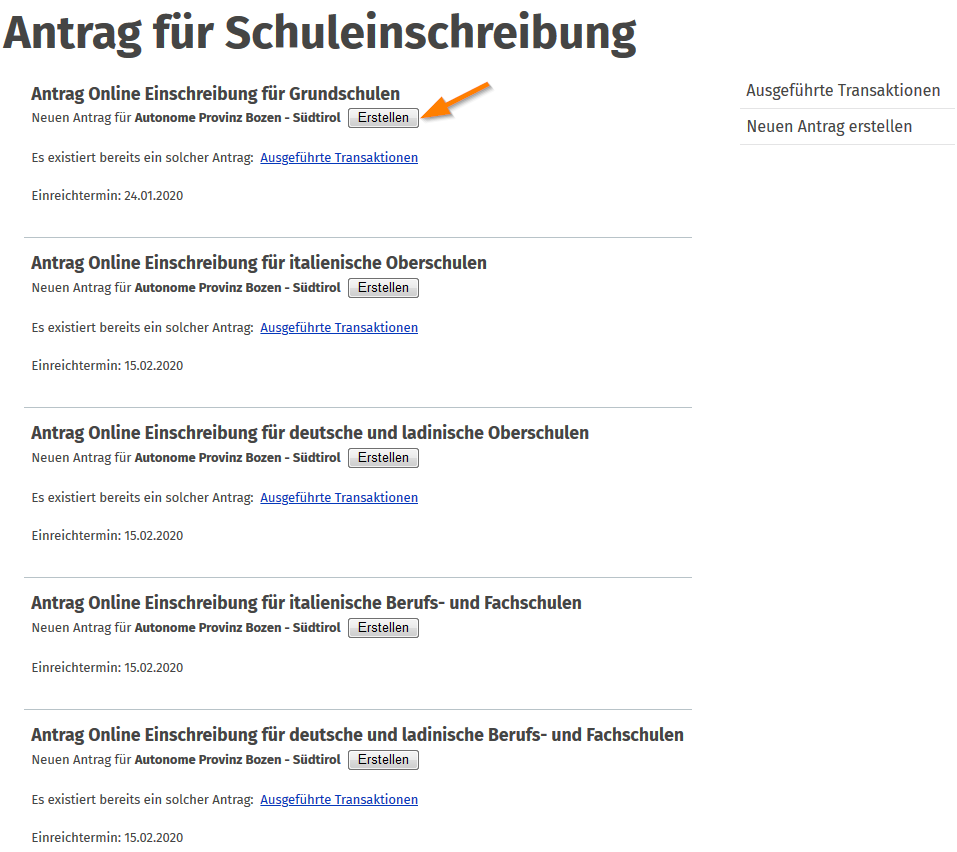 Antrag für Schuleinschreibung
Antrag Online Einschreibung für Grundschulen
Neuen Antrag für Autonome Provinz Bozen - Südtirol Erstellen
Es existiert bereits ein solcher Antrag: Ausgeführte Transaktionen
Einreichtermin: 24.01.2020
Antrag Online Einschreibung für italienische Oberschulen
Neuen Antrag für Autonome Provinz Bozen - Südtirol Erstellen
Es existiert bereits ein solcher Antrag: Ausgeführte Transaktionen
Einreichtermin: 15.02.2020
Antrag Online Einschreibung für deutsche und ladinische Oberschulen
Neuen Antrag für Autonome Provinz Bozen - Südtirol Erstellen
Es existiert bereits ein solcher Antrag: Ausgeführte Transaktionen
Einreichtermin: 15.02.2020
Antrag Online Einschreibung für italienische Berufs- und Fachschulen
Neuen Antrag für Autonome Provinz Bozen - Südtirol Erstellen
Einreichtermin: 15.02.2020
Antrag Online Einschreibung für deutsche und ladinische Berufs- und Fachschulen
Neuen Antrag für Autonome Provinz Bozen - Südtirol Erstellen
Es existiert bereits ein solcher Antrag: Ausgeführte Transaktionen
Einreichtermin: 15.02.2020
Ausgeführte Transaktionen
Neuen Antrag erstellen